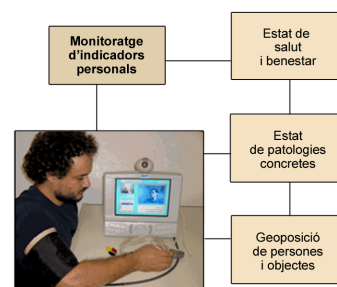 Monitoratge
d'indicadors
personals
Estat de
salut
i benestar
Estat
de patologies
concretes
Geoposició
de persones
i objectes